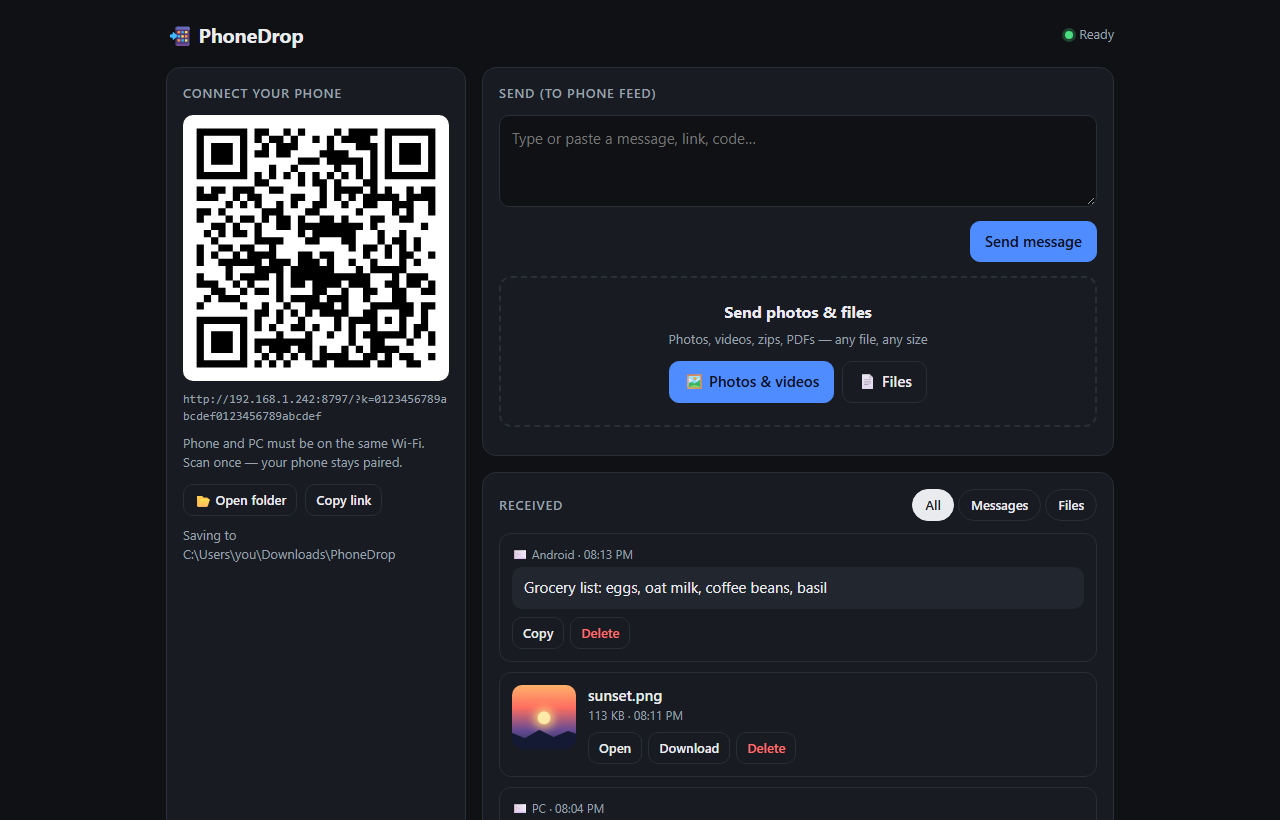 PhoneDrop
Ready
CONNECT YOUR PHONE
http://192.168.1.242:8797/?k=0123456789a
bcdef0123456789abcdef
Phone and PC must be on the same Wi-Fi.
Scan once — your phone stays paired.
Open folder
Copy link
Saving to
C:\Users\you\Downloads\PhoneDrop
SEND (TO PHONE FEED)
Type or paste a message, link, code...
Send message
Send photos & files
Photos, videos, zips, PDFs — any file, any size
Photos & videos
Files
RECEIVED
All
Messages
Files
Android · 08:13 PM
Grocery list: eggs, oat milk, coffee beans, basil
Copy
Delete
sunset.png
113 KB · 08:11 PM
Open
Download
Delete
PC · 08:04 PM